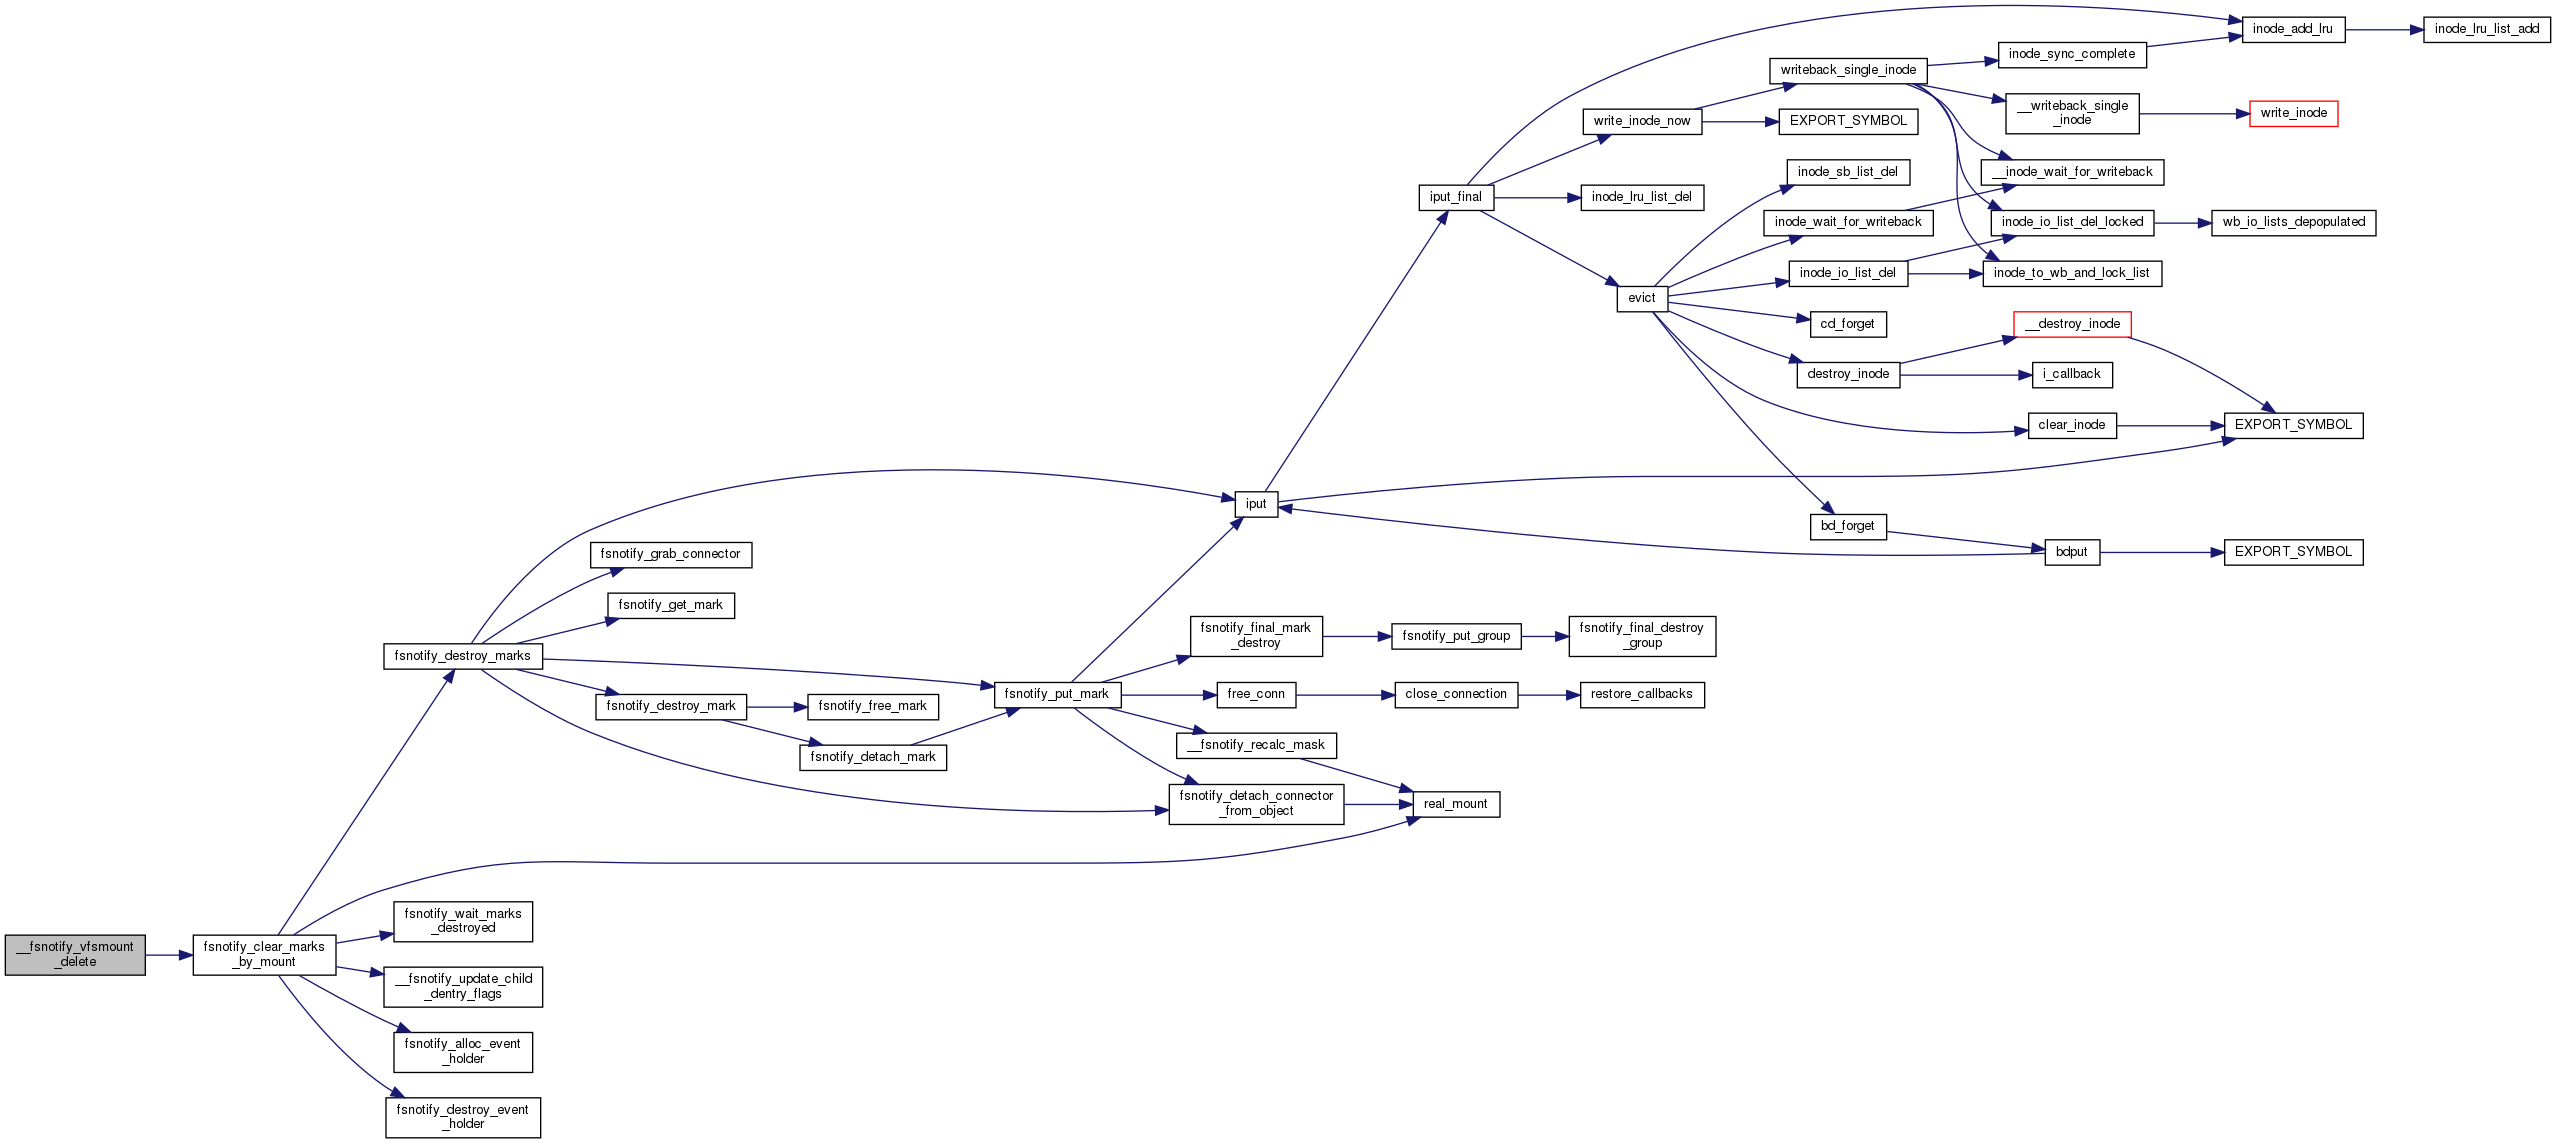 inode_add_lru
inode_lru_list_add
inode_sync_complete
writeback_single_inode
__writeback_single
_inode
write_inode
write_inode_now
EXPORT_SYMBOL
inode_sb_list_del
__inode_wait_for_writeback
iput_final
inode_lru_list_del
inode_wait_for_writeback
inode_io_list_del_locked
wb_io_lists_depopulated
inode_io_list_del
inode_to_wb_and_lock_list
evict
cd_forget
__destroy_inode
destroy_inode
i_callback
clear_inode
EXPORT_SYMBOL
iput
bd_forget
bdput
EXPORT_SYMBOL
fsnotify_grab_connector
fsnotify_get_mark
fsnotify_destroy_marks
fsnotify_final_mark
_destroy
fsnotify_put_group
fsnotify_final_destroy
_group
fsnotify_put_mark
free_conn
close_connection
restore_callbacks
fsnotify_destroy_mark
fsnotify_free_mark
__fsnotify_recalc_mask
fsnotify_detach_mark
fsnotify_detach_connector
_from_object
real_mount
fsnotify_wait_marks
_destroyed
__fsnotify_vfsmount
_delete
fsnotify_clear_marks
_by_mount
__fsnotify_update_child
_dentry_flags
fsnotify_alloc_event
_holder
fsnotify_destroy_event
_holder